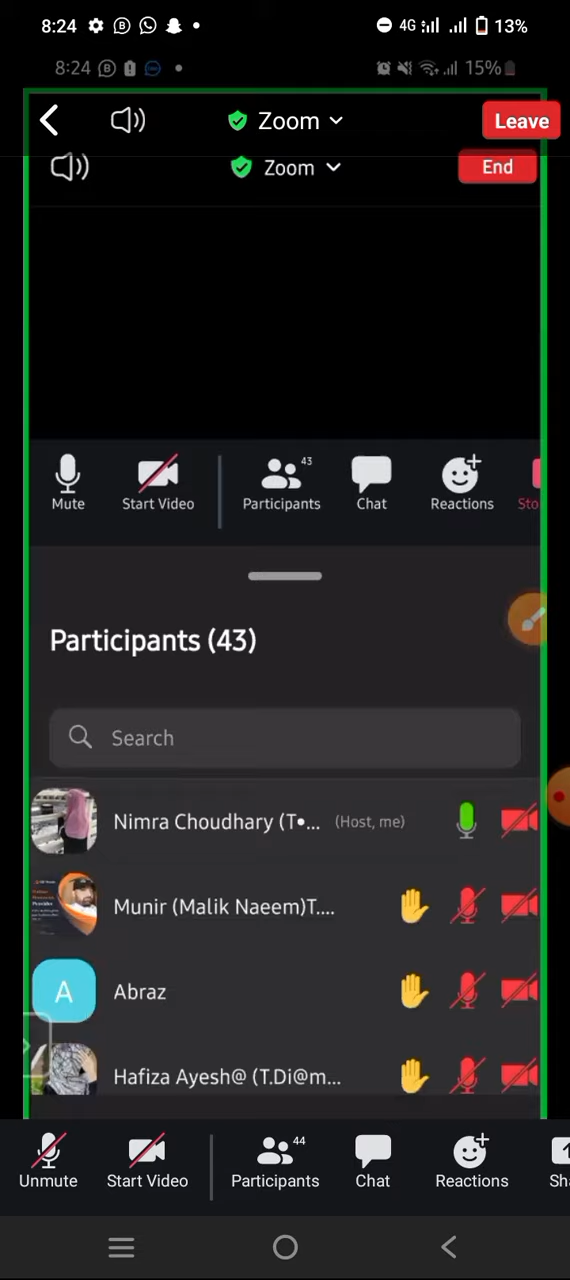 8:24 4G 13%
8:24 15%
Zoom Leave
Zoom End
43
Mute Start Video Participants Chat Reactions Sto
Participants (43)
Search
Nimra Choudhary (T•... (Host, me)
Munir (Malik Naeem)T....
A Abraz
Hafiza Ayesh@ (T.Di@m...
44
Unmute Start Video Participants Chat Reactions Sh